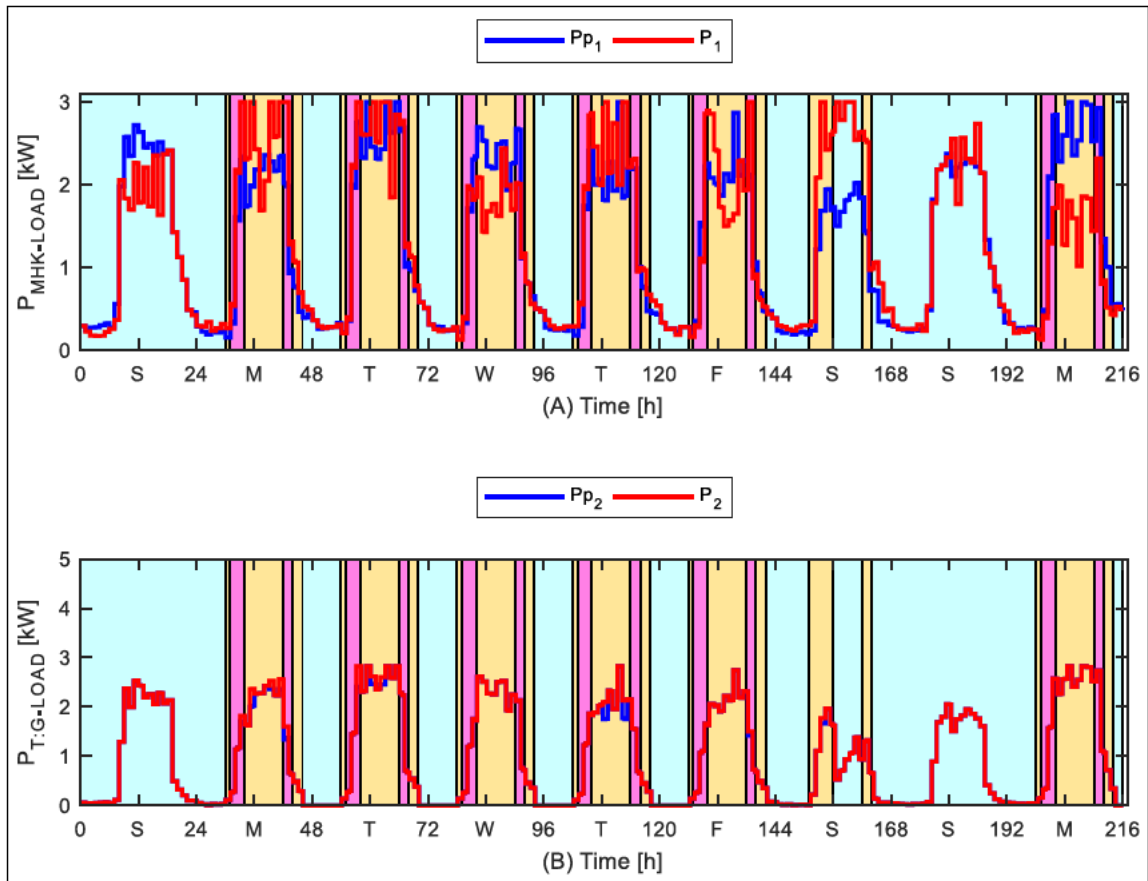 Pp1 P1
PMHK-LOAD [kW]
3
2
1
0
0 S 24 M 48 T 72 W 96 T 120 F 144 S 168 S 192 M 216
(A) Time [h]
Pp2 P2
PT:G-LOAD [kW]
5
4
3
2
1
0
0 S 24 M 48 T 72 W 96 T 120 F 144 S 168 S 192 M 216
(B) Time [h]